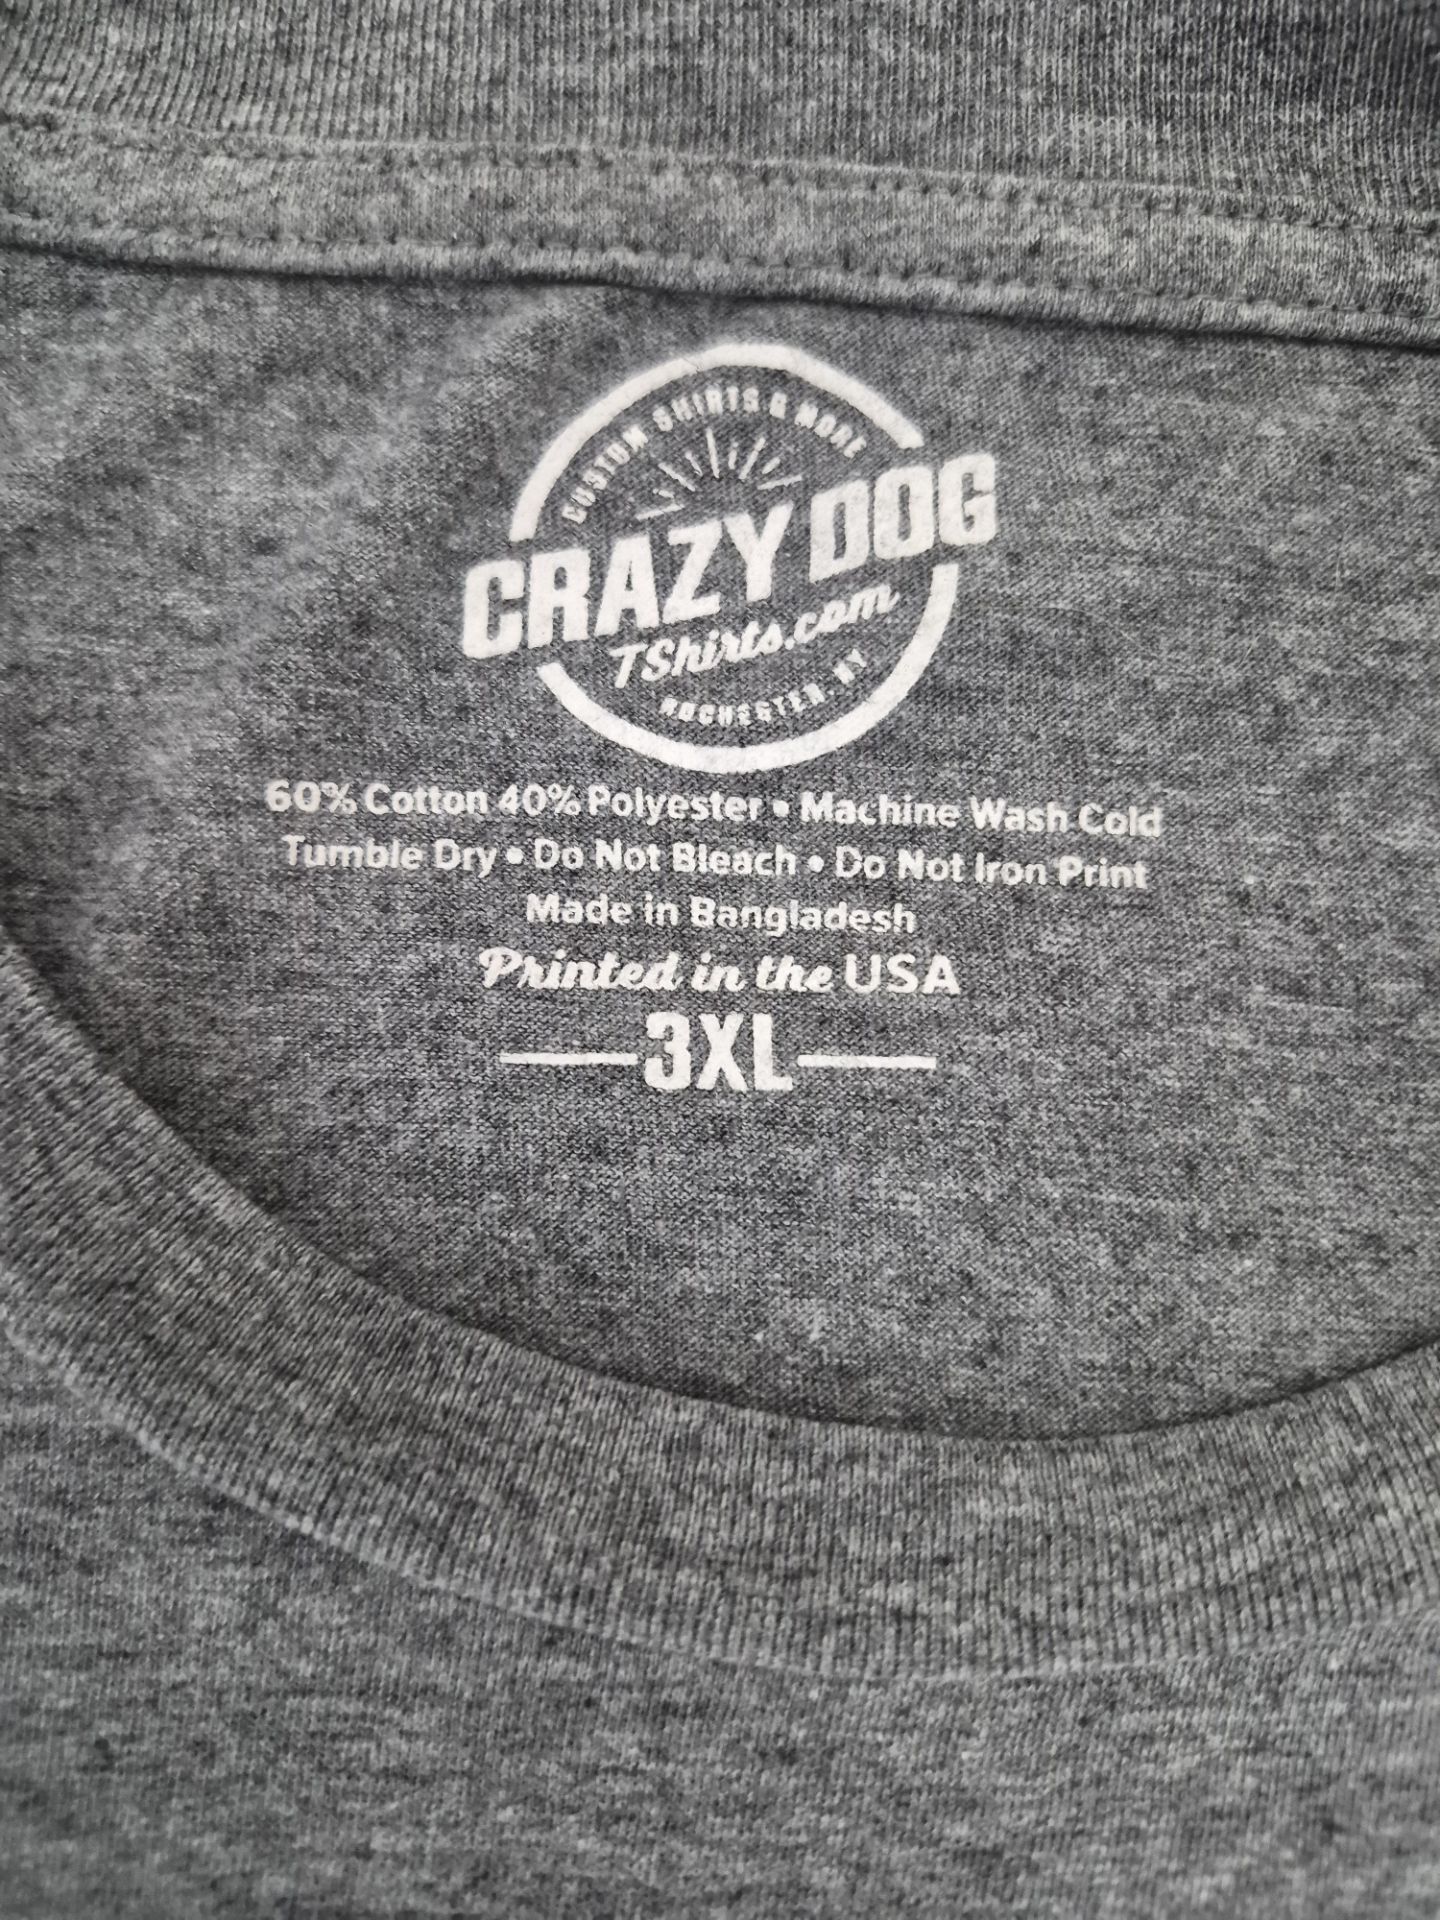 CUSTOM SHIRTS & MORE
CRAZY DOG
TShirts.com
ROCHESTER, NY
60% Cotton 40% Polyester • Machine Wash Cold
Tumble Dry • Do Not Bleach • Do Not Iron Print
Made in Bangladesh
Printed in the USA
3XL